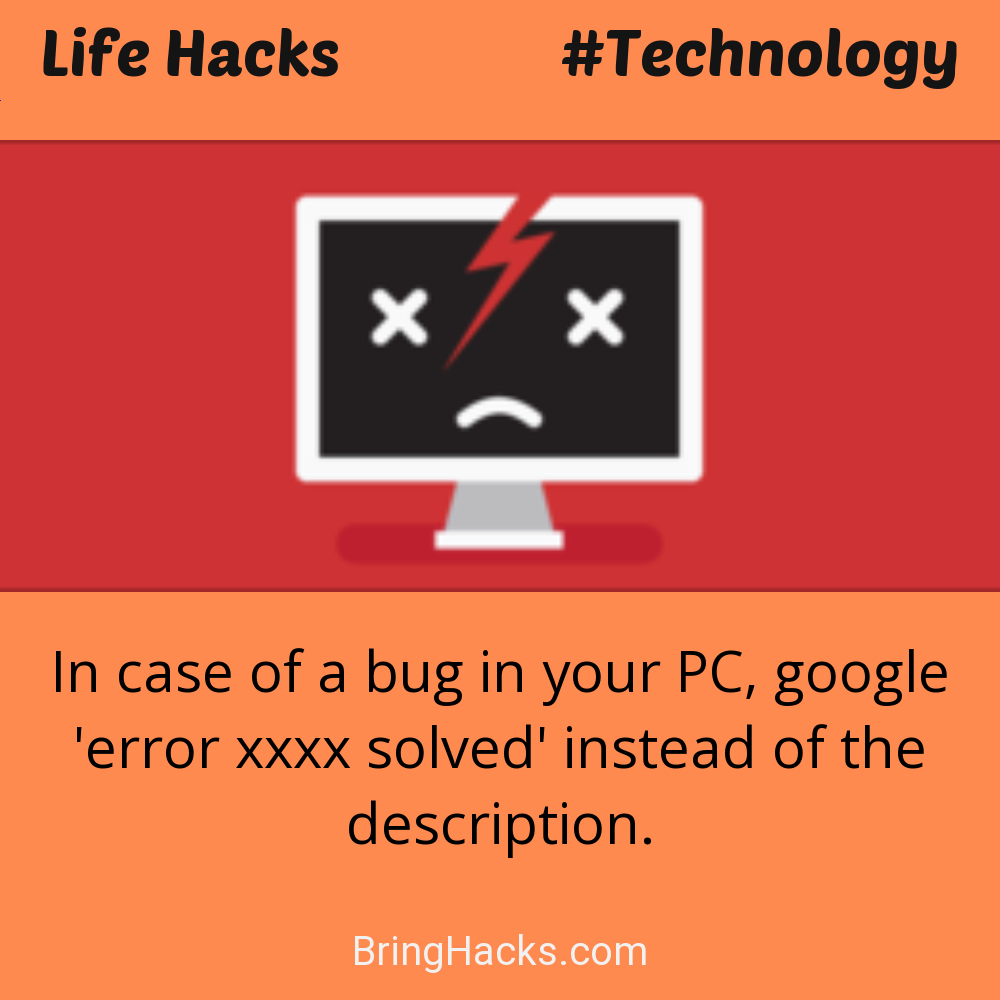 Life Hacks #Technology
In case of a bug in your PC, google
'error xxxx solved' instead of the
description.
BringHacks.com